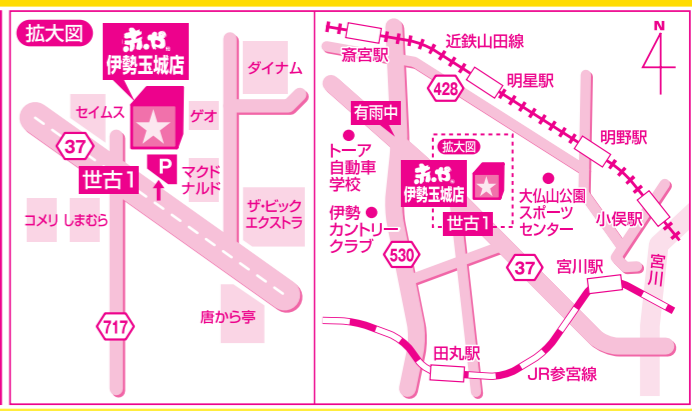 拡大図
赤や
伊勢玉城店
ダイナム
セイムス
ゲオ
37
P
世古1
マクド
ナルド
コメリ
しまむら
ザ・ビック
エクストラ
717
唐から亭
N
斎宮駅
近鉄山田線
428
明星駅
有雨中
明野駅
トーア
自動車
学校
拡大図
赤や
伊勢玉城店
大仏山公園
スポーツ
センター
小俣駅
伊勢
カントリー
クラブ
世古1
530
37
宮川駅
宮川
田丸駅
JR参宮線